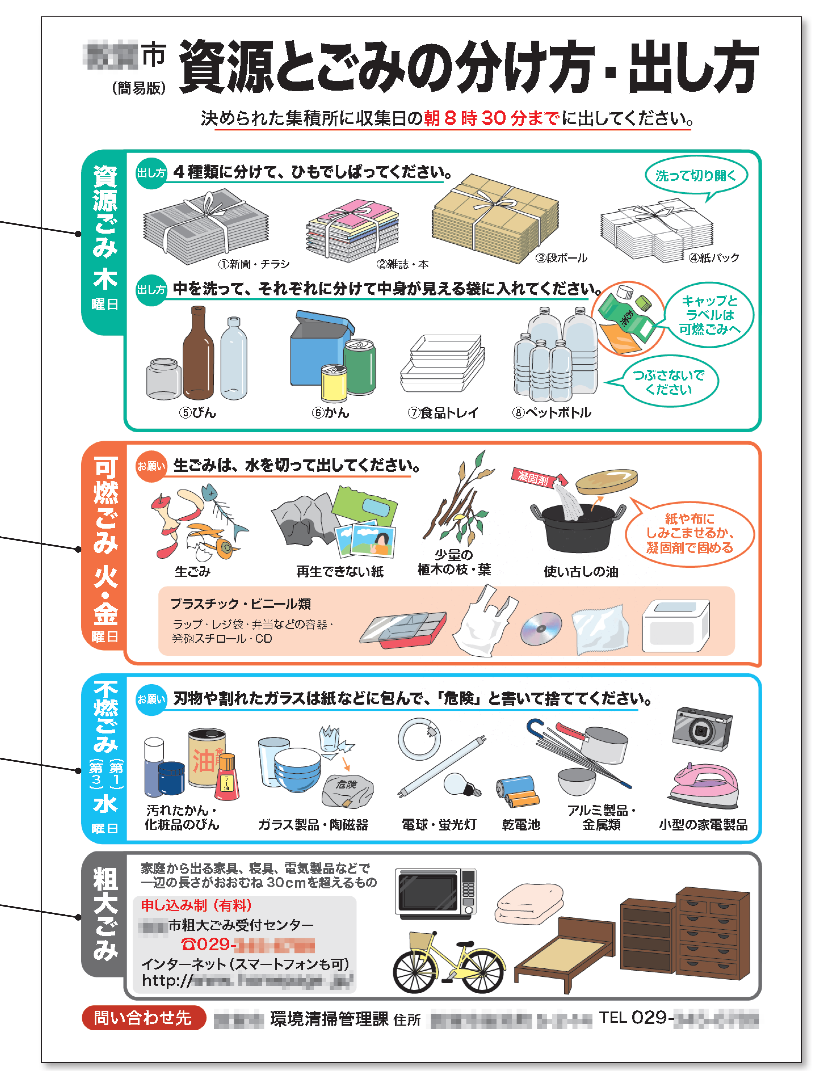 市
(簡易版)
資源とごみの分け方・出し方
決められた集積所に収集日の朝8時30分までに出してください。
資源ごみ 木曜日
出し方 4種類に分けて、ひもでしばってください。
洗って切り開く
①新聞・チラシ
②雑誌・本
③段ボール
④紙パック
出し方 中を洗って、それぞれに分けて中身が見える袋に入れてください。
キャップと
ラベルは
可燃ごみへ
つぶさないで
ください
⑤びん
⑥かん
⑦食品トレイ
⑧ペットボトル
可燃ごみ 火・金曜日
お願い 生ごみは、水を切って出してください。
凝固剤
紙や布に
しみこませるか、
凝固剤で固める
生ごみ
再生できない紙
少量の
植木の枝・葉
使い古しの油
プラスチック・ビニール類
ラップ・レジ袋・弁当などの容器・
発砲スチロール・CD
不燃ごみ (第1)(第3) 水曜日
お願い 刃物や割れたガラスは紙などに包んで、「危険」と書いて捨ててください。
油
危険
汚れたかん・
化粧品のびん
ガラス製品・陶磁器
電球・蛍光灯
乾電池
アルミ製品・
金属類
小型の家電製品
粗大ごみ
家庭から出る家具、寝具、電気製品などで
一辺の長さがおおむね30cmを超えるもの
申し込み制(有料)
市粗大ごみ受付センター
☎029-
インターネット(スマートフォンも可)
http://
問い合わせ先 環境清掃管理課 住所 TEL 029-